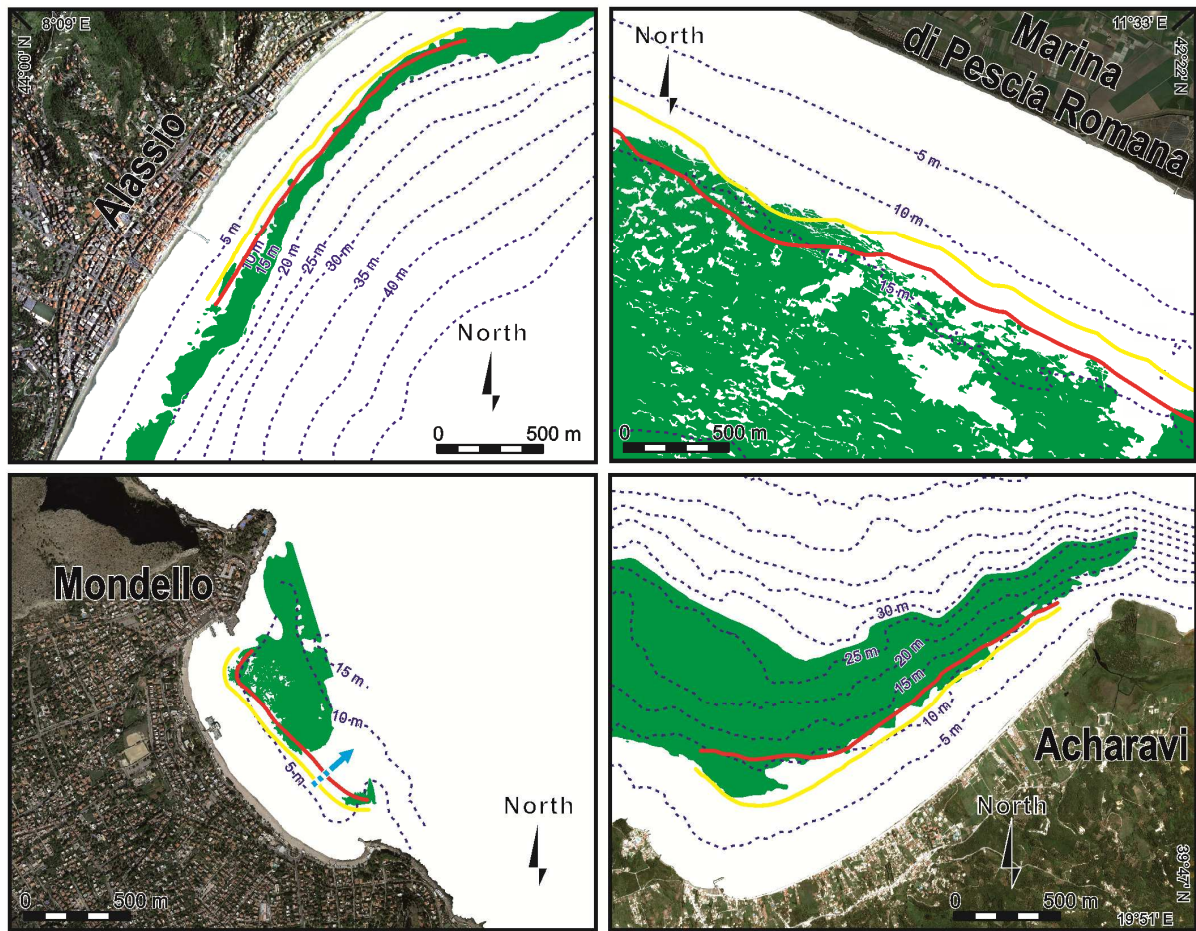 8°09' E
44°00' N
Alassio
5 m
10 m
15 m
20 m
25 m
30 m
35 m
40 m
North
0 500 m
North
Marina
di Pescia Romana
11°33' E
42°22' N
5 m
10 m
15 m
0 500 m
Mondello
15 m
10 m
5 m
North
0 500 m
30 m
25 m
20 m
15 m
10 m
5 m
Acharavi
North
39°47' N
0 500 m
19°51' E